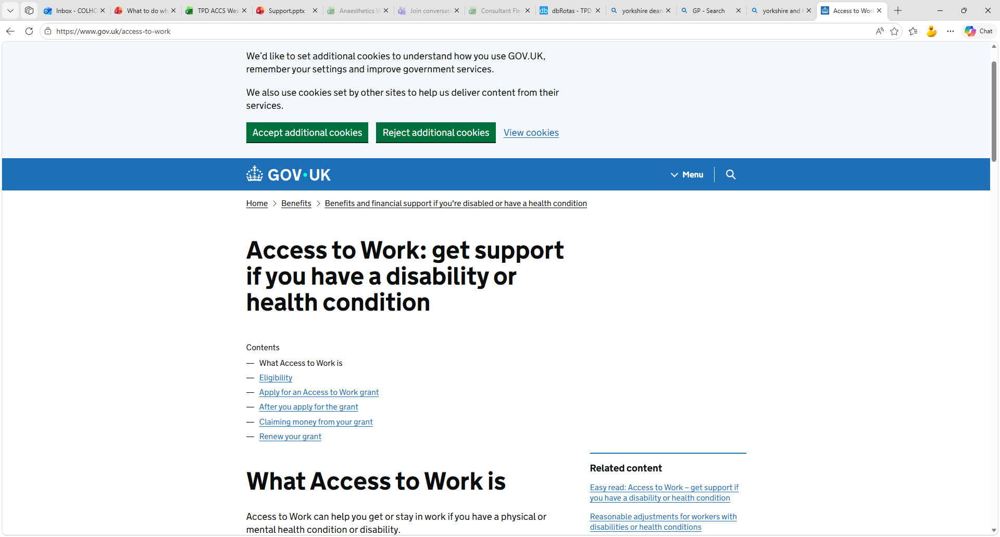 Inbox - COLHO
What to do wh
TPD ACCS Wes
Support.pptx
Anaesthetics W
Join conversati
Consultant Flex
dbRotas - TPD
yorkshire dean
GP - Search
yorkshire and h
Access to Work
https://www.gov.uk/access-to-work
Chat
We'd like to set additional cookies to understand how you use GOV.UK,
remember your settings and improve government services.
We also use cookies set by other sites to help us deliver content from their
services.
Accept additional cookies
Reject additional cookies
View cookies
GOV·UK
Menu
Home > Benefits > Benefits and financial support if you're disabled or have a health condition
Access to Work: get support
if you have a disability or
health condition
Contents
— What Access to Work is
— Eligibility
— Apply for an Access to Work grant
— After you apply for the grant
— Claiming money from your grant
— Renew your grant
What Access to Work is
Access to Work can help you get or stay in work if you have a physical or
mental health condition or disability.
Related content
Easy read: Access to Work – get support if
you have a disability or health condition
Reasonable adjustments for workers with
disabilities or health conditions